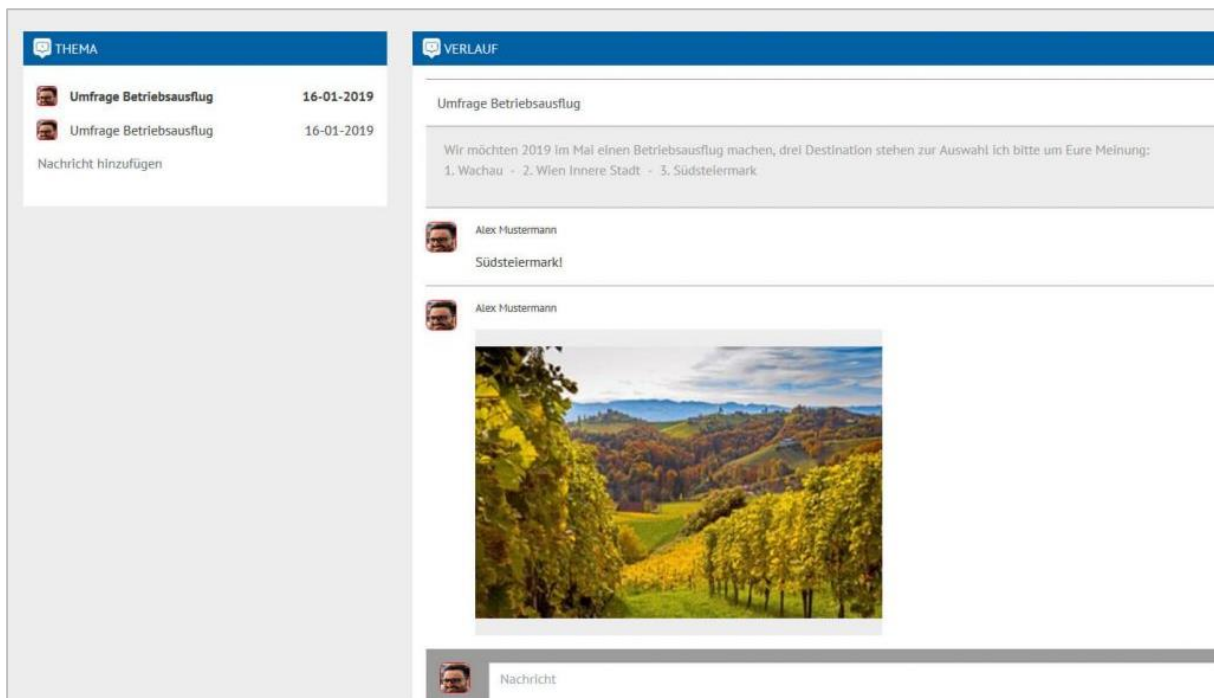 THEMA
Umfrage Betriebsausflug 16-01-2019
Umfrage Betriebsausflug 16-01-2019
Nachricht hinzufügen
VERLAUF
Umfrage Betriebsausflug
Wir möchten 2019 im Mai einen Betriebsausflug machen, drei Destination stehen zur Auswahl ich bitte um Eure Meinung:
1. Wachau - 2. Wien Innere Stadt - 3. Südsteiermark
Alex Mustermann
Südsteiermark!
Alex Mustermann
Nachricht